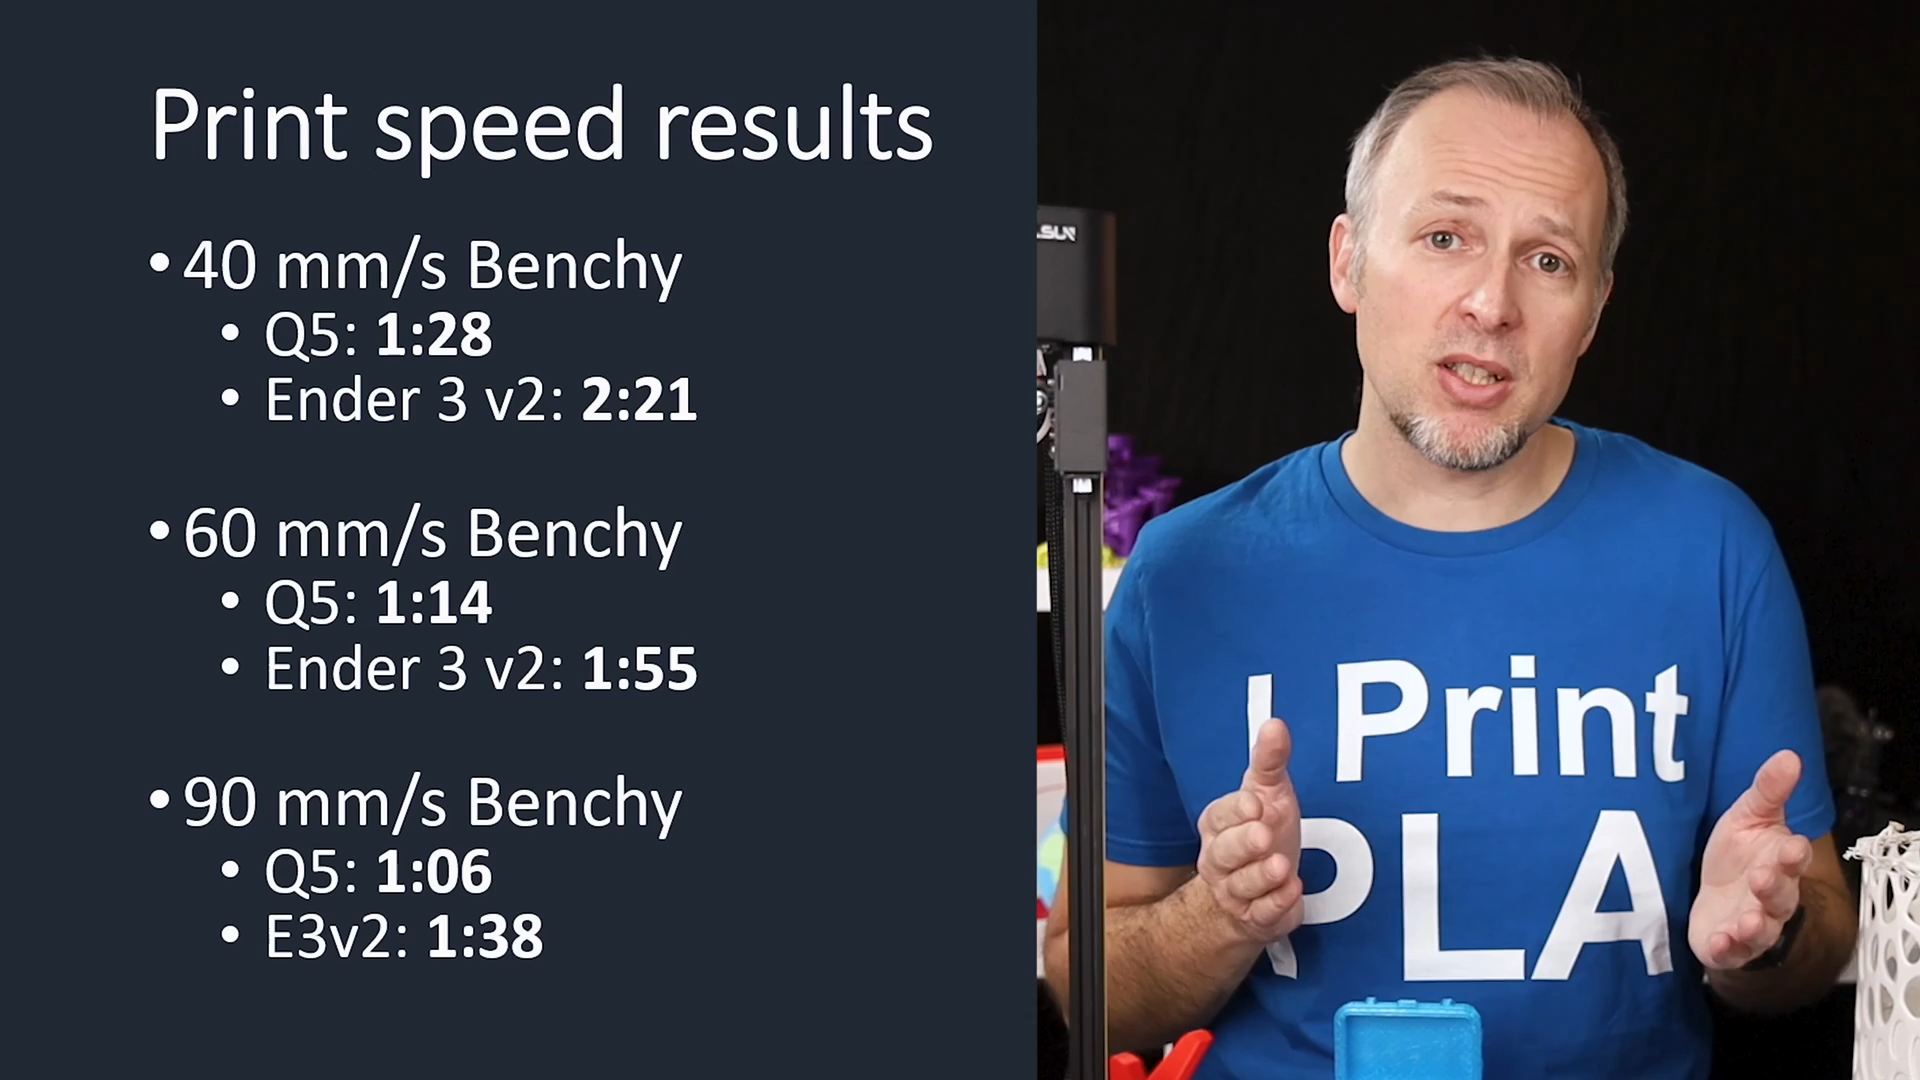 Print speed results
• 40 mm/s Benchy
• Q5: 1:28
• Ender 3 v2: 2:21
• 60 mm/s Benchy
• Q5: 1:14
• Ender 3 v2: 1:55
• 90 mm/s Benchy
• Q5: 1:06
• E3v2: 1:38
I Print
PLA